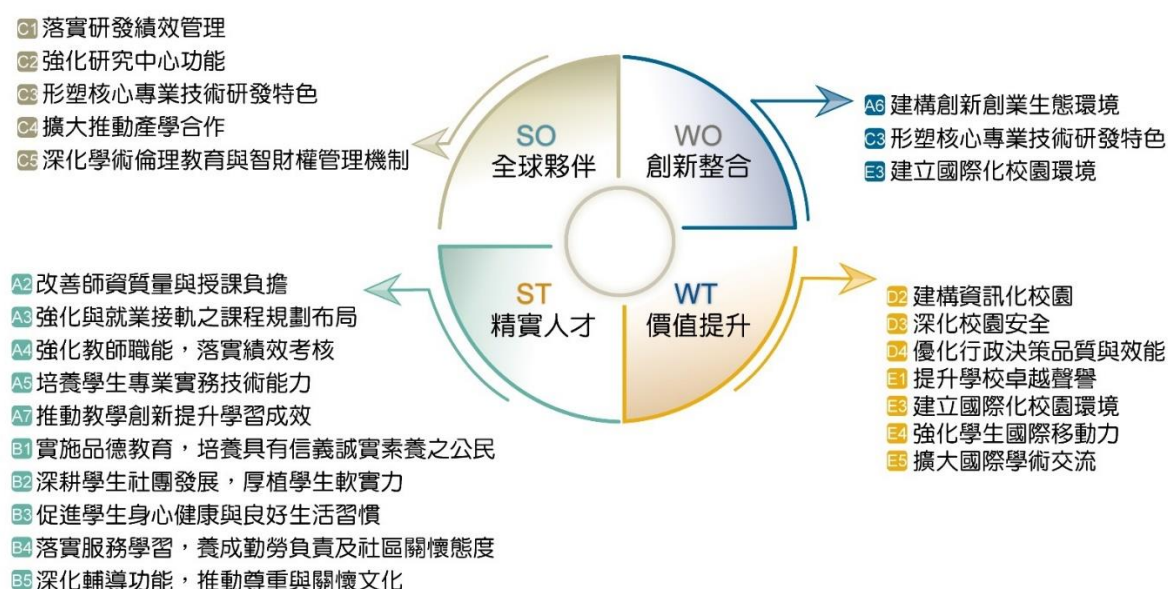 C1 落實研發績效管理
C2 強化研究中心功能
C3 形塑核心專業技術研發特色
C4 擴大推動產學合作
C5 深化學術倫理教育與智財權管理機制
SO
全球夥伴
WO
創新整合
A6 建構創新創業生態環境
C3 形塑核心專業技術研發特色
E3 建立國際化校園環境
A2 改善師資質量與授課負擔
A3 強化與就業接軌之課程規劃布局
A4 強化教師職能，落實績效考核
A5 培養學生專業實務技術能力
A7 推動教學創新提升學習成效
B1 實施品德教育，培養具有信義誠實素養之公民
B2 深耕學生社團發展，厚植學生軟實力
B3 促進學生身心健康與良好生活習慣
B4 落實服務學習，養成勤勞負責及社區關懷態度
B5 深化輔導功能，推動尊重與關懷文化
ST
精實人才
WT
價值提升
D2 建構資訊化校園
D3 深化校園安全
D4 優化行政決策品質與效能
E1 提升學校卓越聲譽
E3 建立國際化校園環境
E4 強化學生國際移動力
E5 擴大國際學術交流